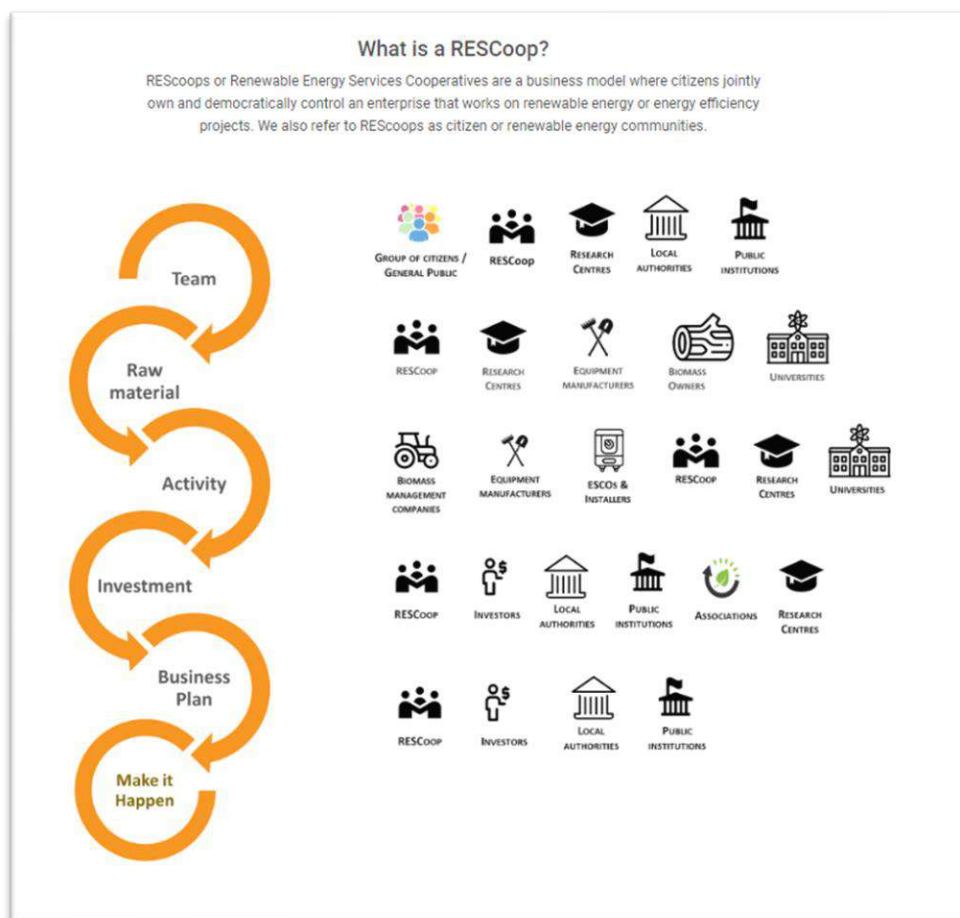 What is a RESCoop?
REScoops or Renewable Energy Services Cooperatives are a business model where citizens jointly
own and democratically control an enterprise that works on renewable energy or energy efficiency
projects. We also refer to REScoops as citizen or renewable energy communities.
Team
GROUP OF CITIZENS /
GENERAL PUBLIC
RESCoop
RESEARCH
CENTRES
LOCAL
AUTHORITIES
PUBLIC
INSTITUTIONS
Raw
material
RESCOOP
RESEARCH
CENTRES
EQUIPMENT
MANUFACTURERS
BIOMASS
OWNERS
UNIVERSITIES
Activity
BIOMASS
MANAGEMENT
COMPANIES
EQUIPMENT
MANUFACTURERS
ESCOS &
INSTALLERS
RESCOOP
RESEARCH
CENTRES
UNIVERSITIES
Investment
RESCOOP
INVESTORS
LOCAL
AUTHORITIES
PUBLIC
INSTITUTIONS
ASSOCIATIONS
RESEARCH
CENTRES
Business
Plan
RESCOOP
INVESTORS
LOCAL
AUTHORITIES
PUBLIC
INSTITUTIONS
Make it
Happen